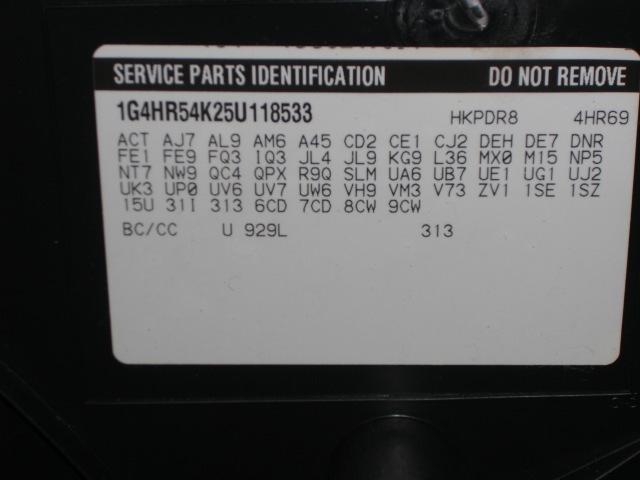 SERVICE PARTS IDENTIFICATION DO NOT REMOVE
1G4HR54K25U118533 HKPDR8 4HR69
ACT AJ7 AL9 AM6 A45 CD2 CE1 CJ2 DEH DE7 DNR
FE1 FE9 FQ3 IQ3 JL4 JL9 KG9 L36 MX0 M15 NP5
NT7 NW9 QC4 QPX R9Q SLM UA6 UB7 UE1 UG1 UJ2
UK3 UP0 UV6 UV7 UW6 VH9 VM3 V73 ZV1 1SE 1SZ
15U 31I 313 6CD 7CD 8CW 9CW
BC/CC U 929L 313